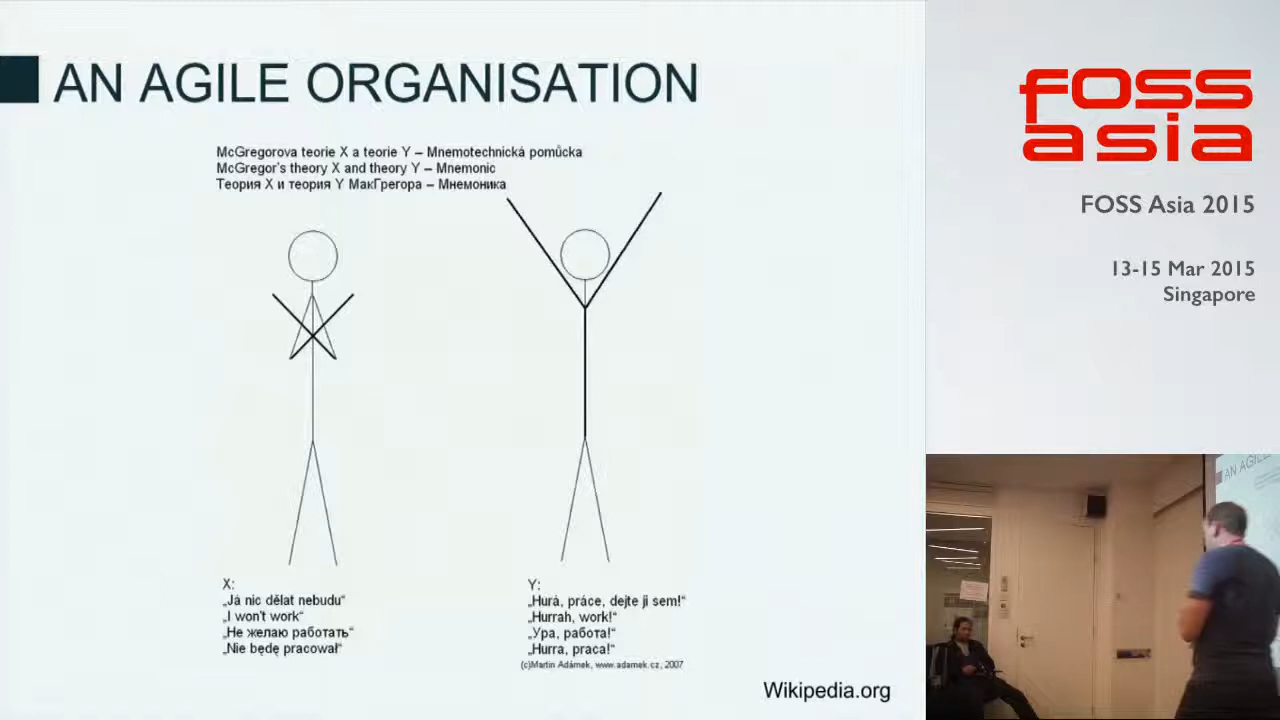 AN AGILE ORGANISATION
McGregorova teorie X a teorie Y – Mnemotechnická pomůcka
McGregor's theory X and theory Y – Mnemonic
Теория X и теория Y МакГрегора – Мнемоника
X:
„Já nic dělat nebudu“
„I won't work“
„Не желаю работать“
„Nie będę pracował“
Y:
„Hurá, práce, dejte ji sem!“
„Hurrah, work!“
„Ура, работа!“
„Hurra, praca!“
(c)Martin Adámek, www.adamek.cz, 2007
Wikipedia.org
FOSS
asia
FOSS Asia 2015
13-15 Mar 2015
Singapore
AN AGILE